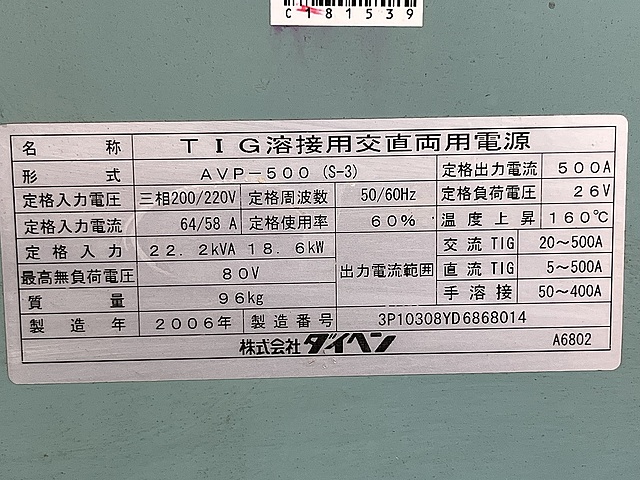 C181539
名称 TIG溶接用交直両用電源
形式 AVP-500 (S-3) 定格出力電流 500A
定格入力電圧 三相200/220V 定格周波数 50/60Hz 定格負荷電圧 26V
定格入力電流 64/58 A 定格使用率 60% 温度上昇 160℃
定格入力 22.2kVA 18.6kW 出力電流範囲 交流TIG 20~500A
最高無負荷電圧 80V 直流TIG 5~500A
質量 96kg 手溶接 50~400A
製造年 2006年 製造番号 3P10308YD6868014
株式会社ダイヘン A6802